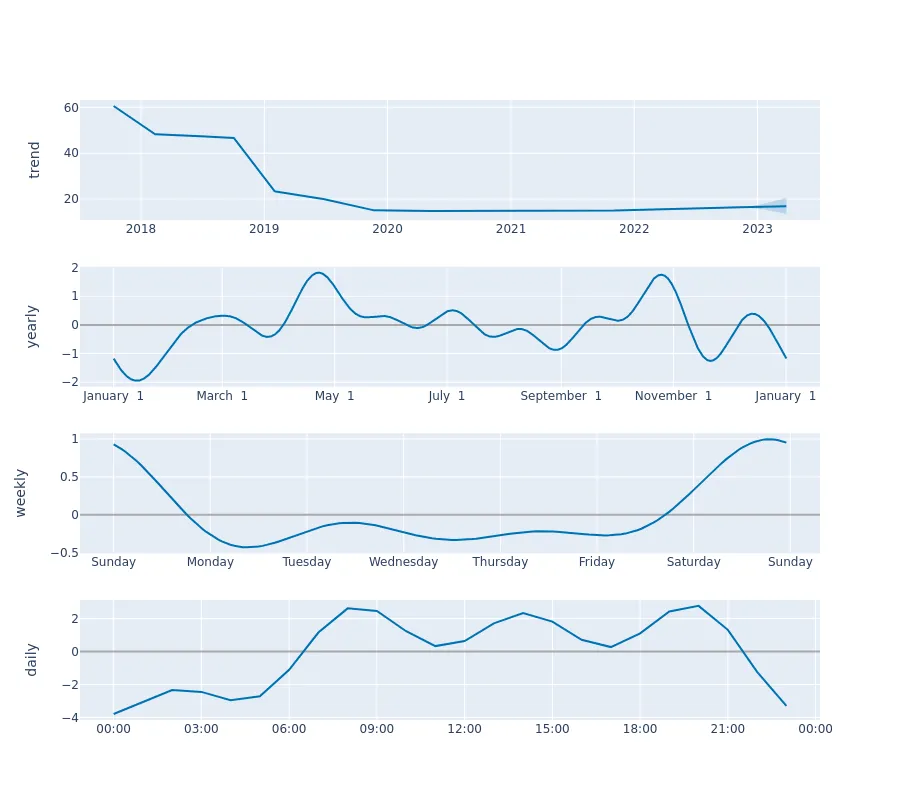 60
40
20
trend
2018 2019 2020 2021 2022 2023
2
1
0
−1
−2
yearly
January 1 March 1 May 1 July 1 September 1 November 1 January 1
1
0.5
0
−0.5
weekly
Sunday Monday Tuesday Wednesday Thursday Friday Saturday Sunday
2
0
−2
−4
daily
00:00 03:00 06:00 09:00 12:00 15:00 18:00 21:00 00:00